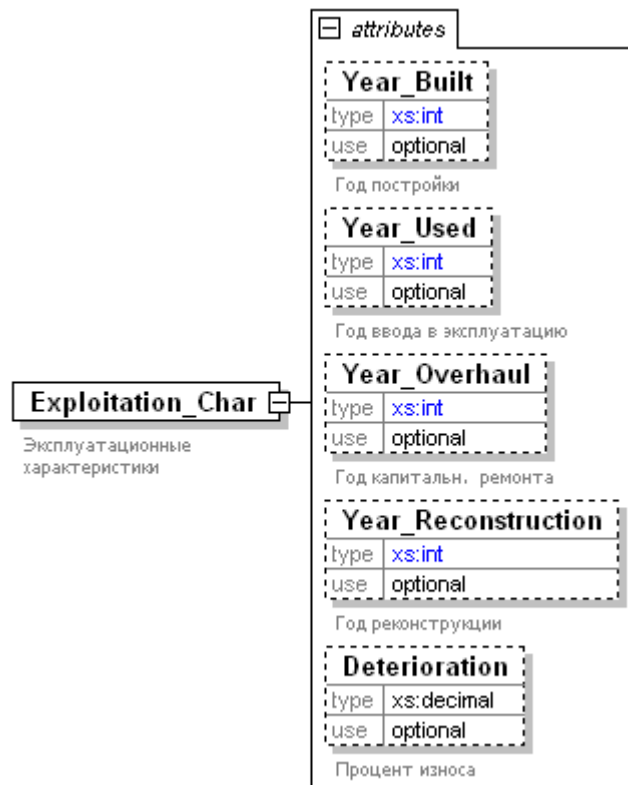 attributes
Year_Built
type xs:int
use optional
Год постройки
Year_Used
type xs:int
use optional
Год ввода в эксплуатацию
Year_Overhaul
type xs:int
use optional
Год капитальн. ремонта
Exploitation_Char
Эксплуатационные
характеристики
Year_Reconstruction
type xs:int
use optional
Год реконструкции
Deterioration
type xs:decimal
use optional
Процент износа